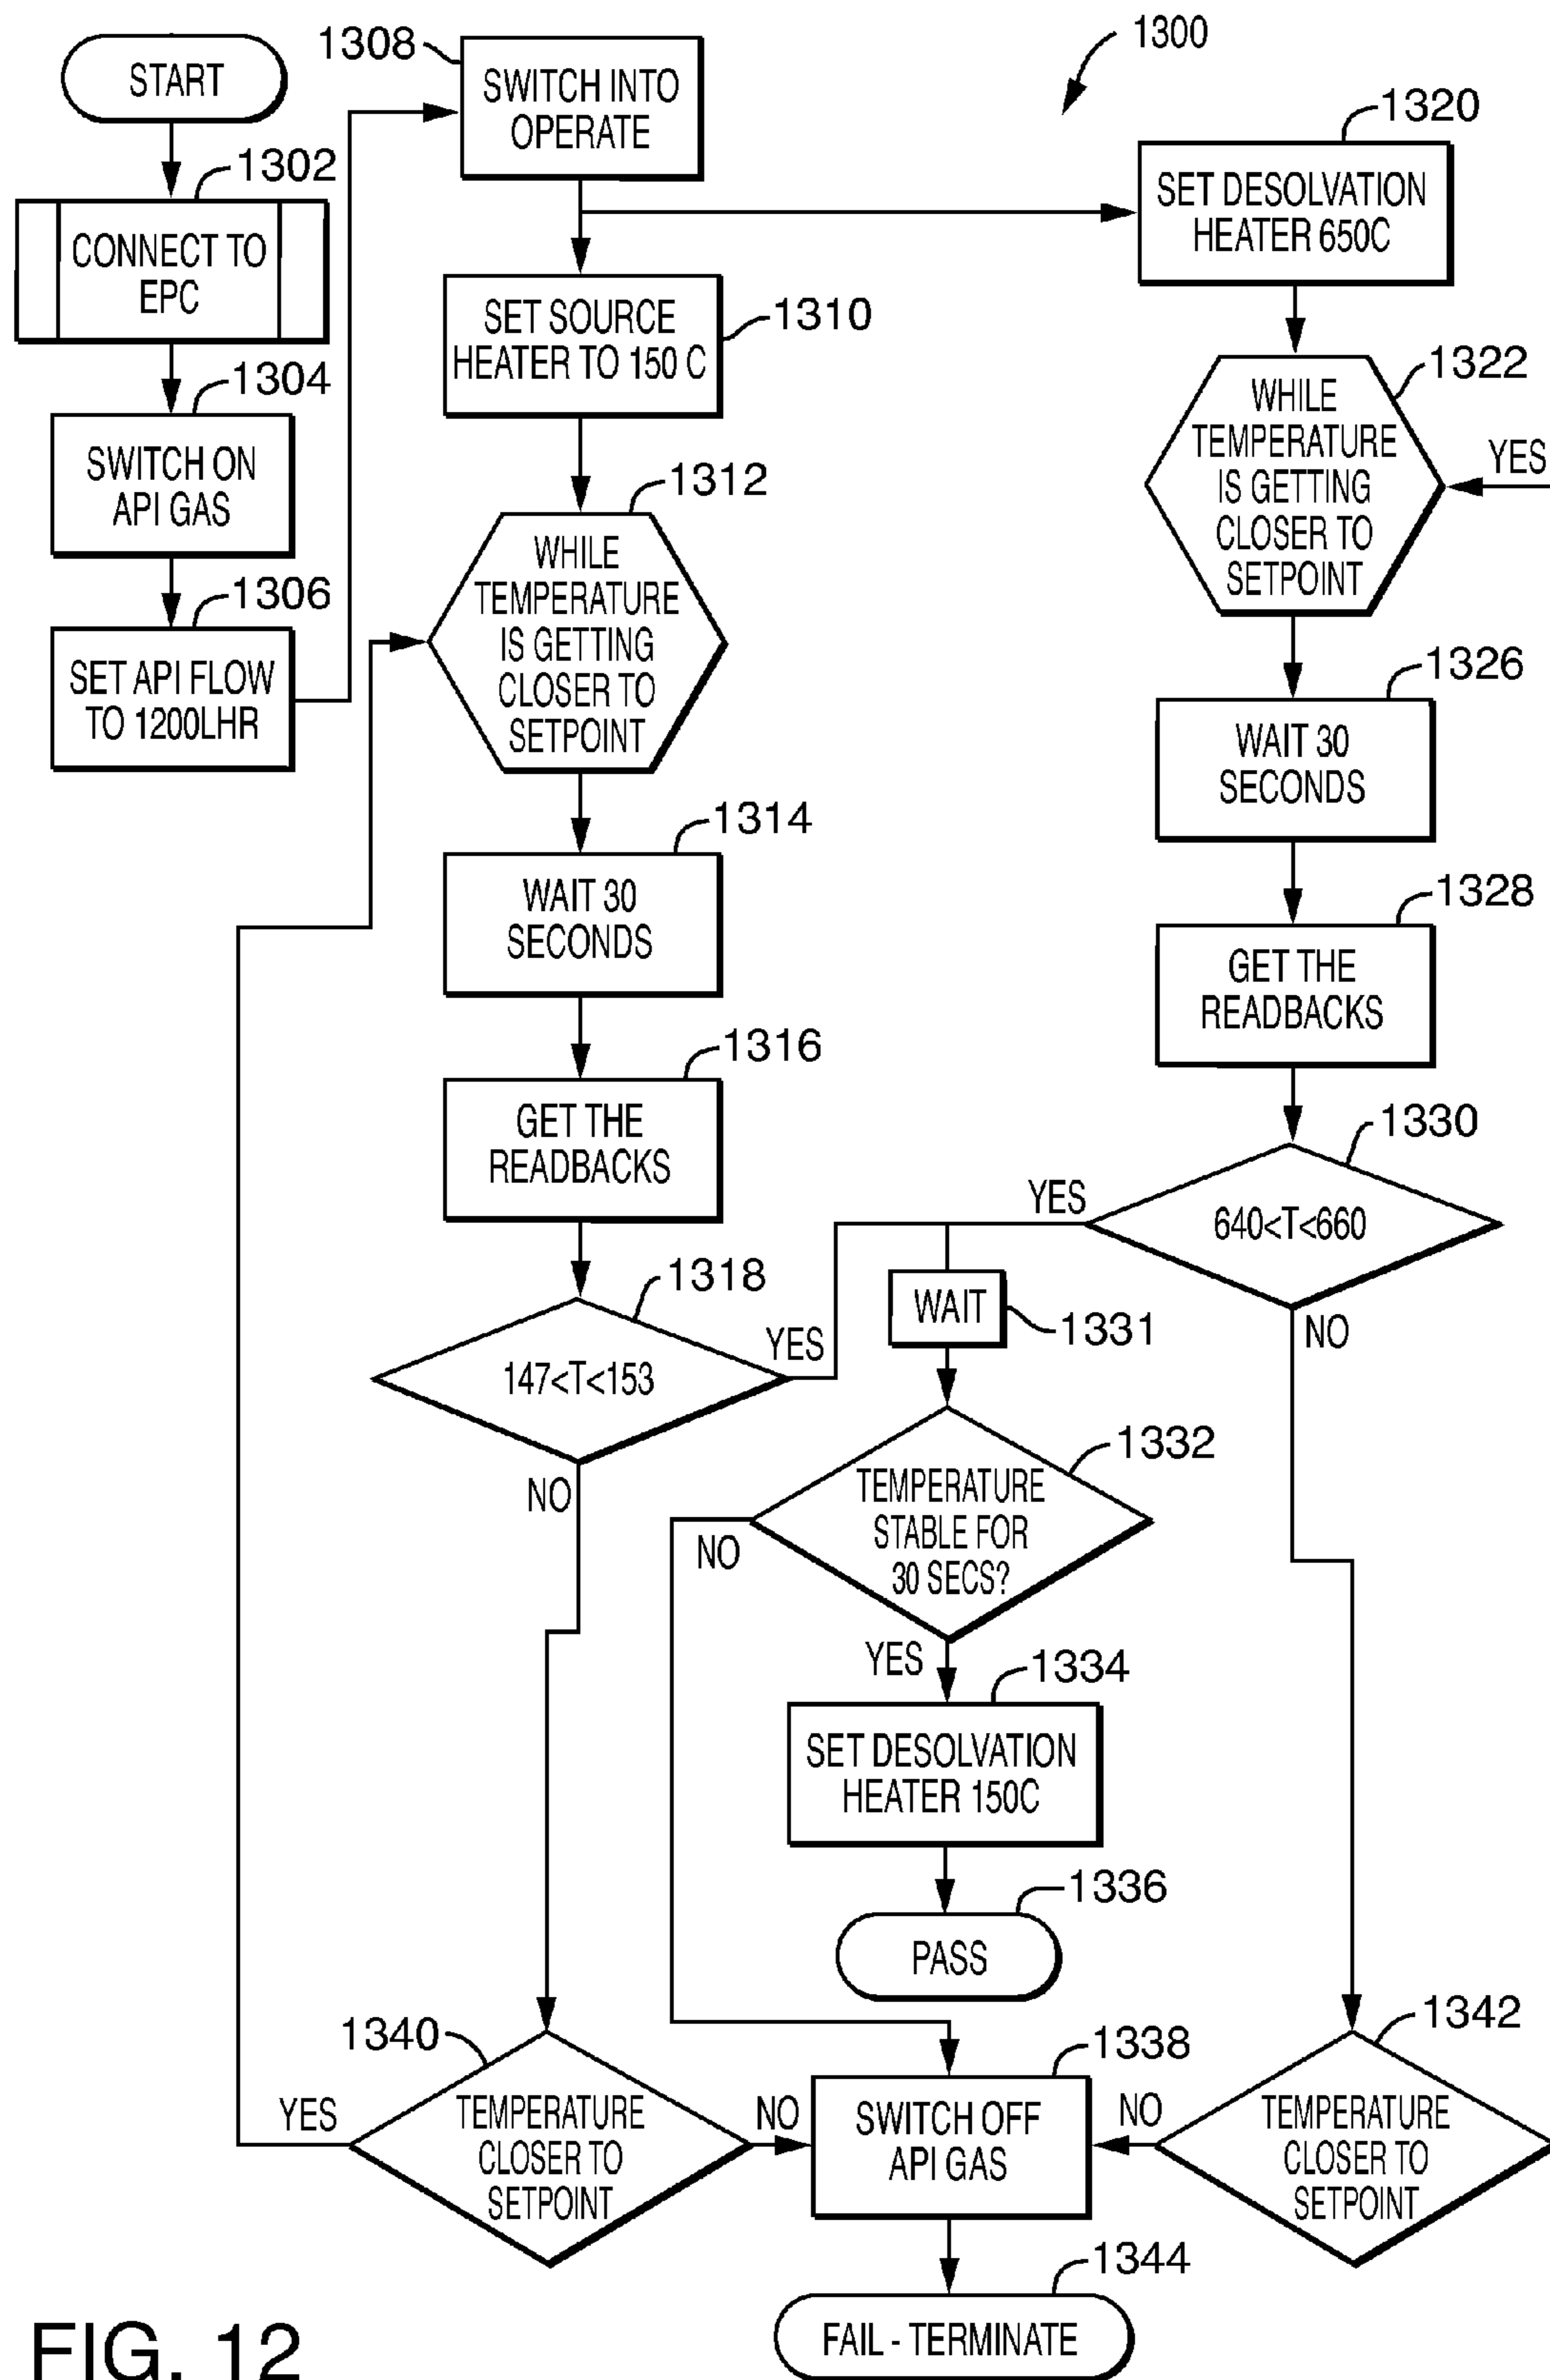 1300
START
1302
CONNECT TO
EPC
1304
SWITCH ON
API GAS
1306
SET API FLOW
TO 1200LHR
1308
SWITCH INTO
OPERATE
1310
SET SOURCE
HEATER TO 150 C
1312
WHILE
TEMPERATURE
IS GETTING
CLOSER TO
SETPOINT
1314
WAIT 30
SECONDS
1316
GET THE
READBACKS
1318
147<T<153
YES
NO
1320
SET DESOLVATION
HEATER 650C
1322
WHILE
TEMPERATURE
IS GETTING
CLOSER TO
SETPOINT
YES
1326
WAIT 30
SECONDS
1328
GET THE
READBACKS
1330
640<T<660
YES
NO
WAIT
1331
1332
TEMPERATURE
STABLE FOR
30 SECS?
NO
YES
1334
SET DESOLVATION
HEATER 150C
1336
PASS
1340
TEMPERATURE
CLOSER TO
SETPOINT
YES
NO
1338
SWITCH OFF
API GAS
1342
TEMPERATURE
CLOSER TO
SETPOINT
NO
1344
FAIL - TERMINATE
FIG. 12